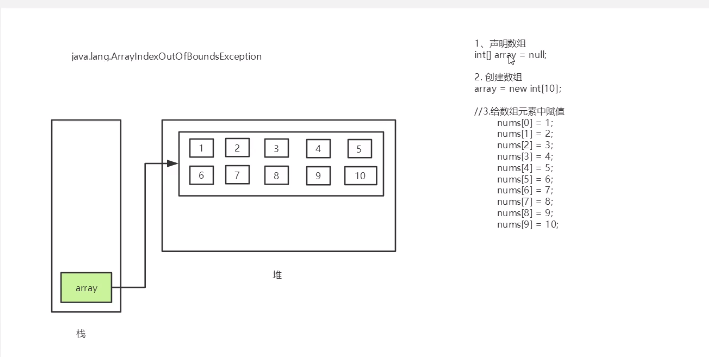 java.lang.ArrayIndexOutOfBoundsException
1、声明数组
int[] array = null;
2. 创建数组
array = new int[10];
//3.给数组元素中赋值
nums[0] = 1;
nums[1] = 2;
nums[2] = 3;
nums[3] = 4;
nums[4] = 5;
nums[5] = 6;
nums[6] = 7;
nums[7] = 8;
nums[8] = 9;
nums[9] = 10;
1 2 3 4 5
6 7 8 9 10
array
堆
栈